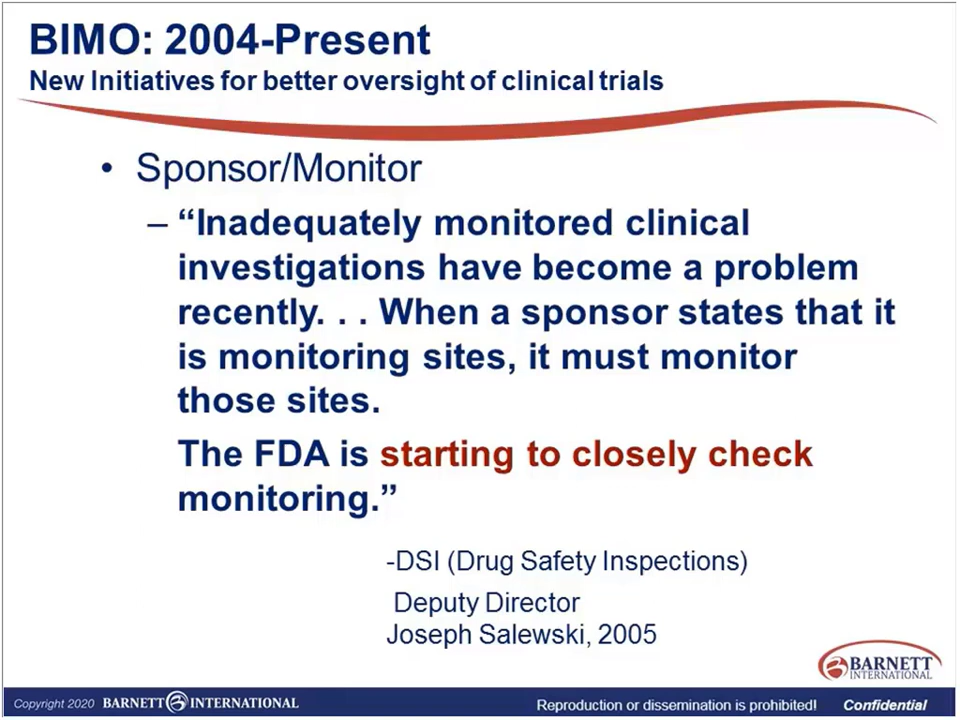 BIMO: 2004-Present
New Initiatives for better oversight of clinical trials
• Sponsor/Monitor
– “Inadequately monitored clinical
investigations have become a problem
recently. . . When a sponsor states that it
is monitoring sites, it must monitor
those sites.
The FDA is starting to closely check
monitoring.”
-DSI (Drug Safety Inspections)
Deputy Director
Joseph Salewski, 2005
BARNETT
INTERNATIONAL
Copyright 2020 BARNETT INTERNATIONAL
Reproduction or dissemination is prohibited! Confidential